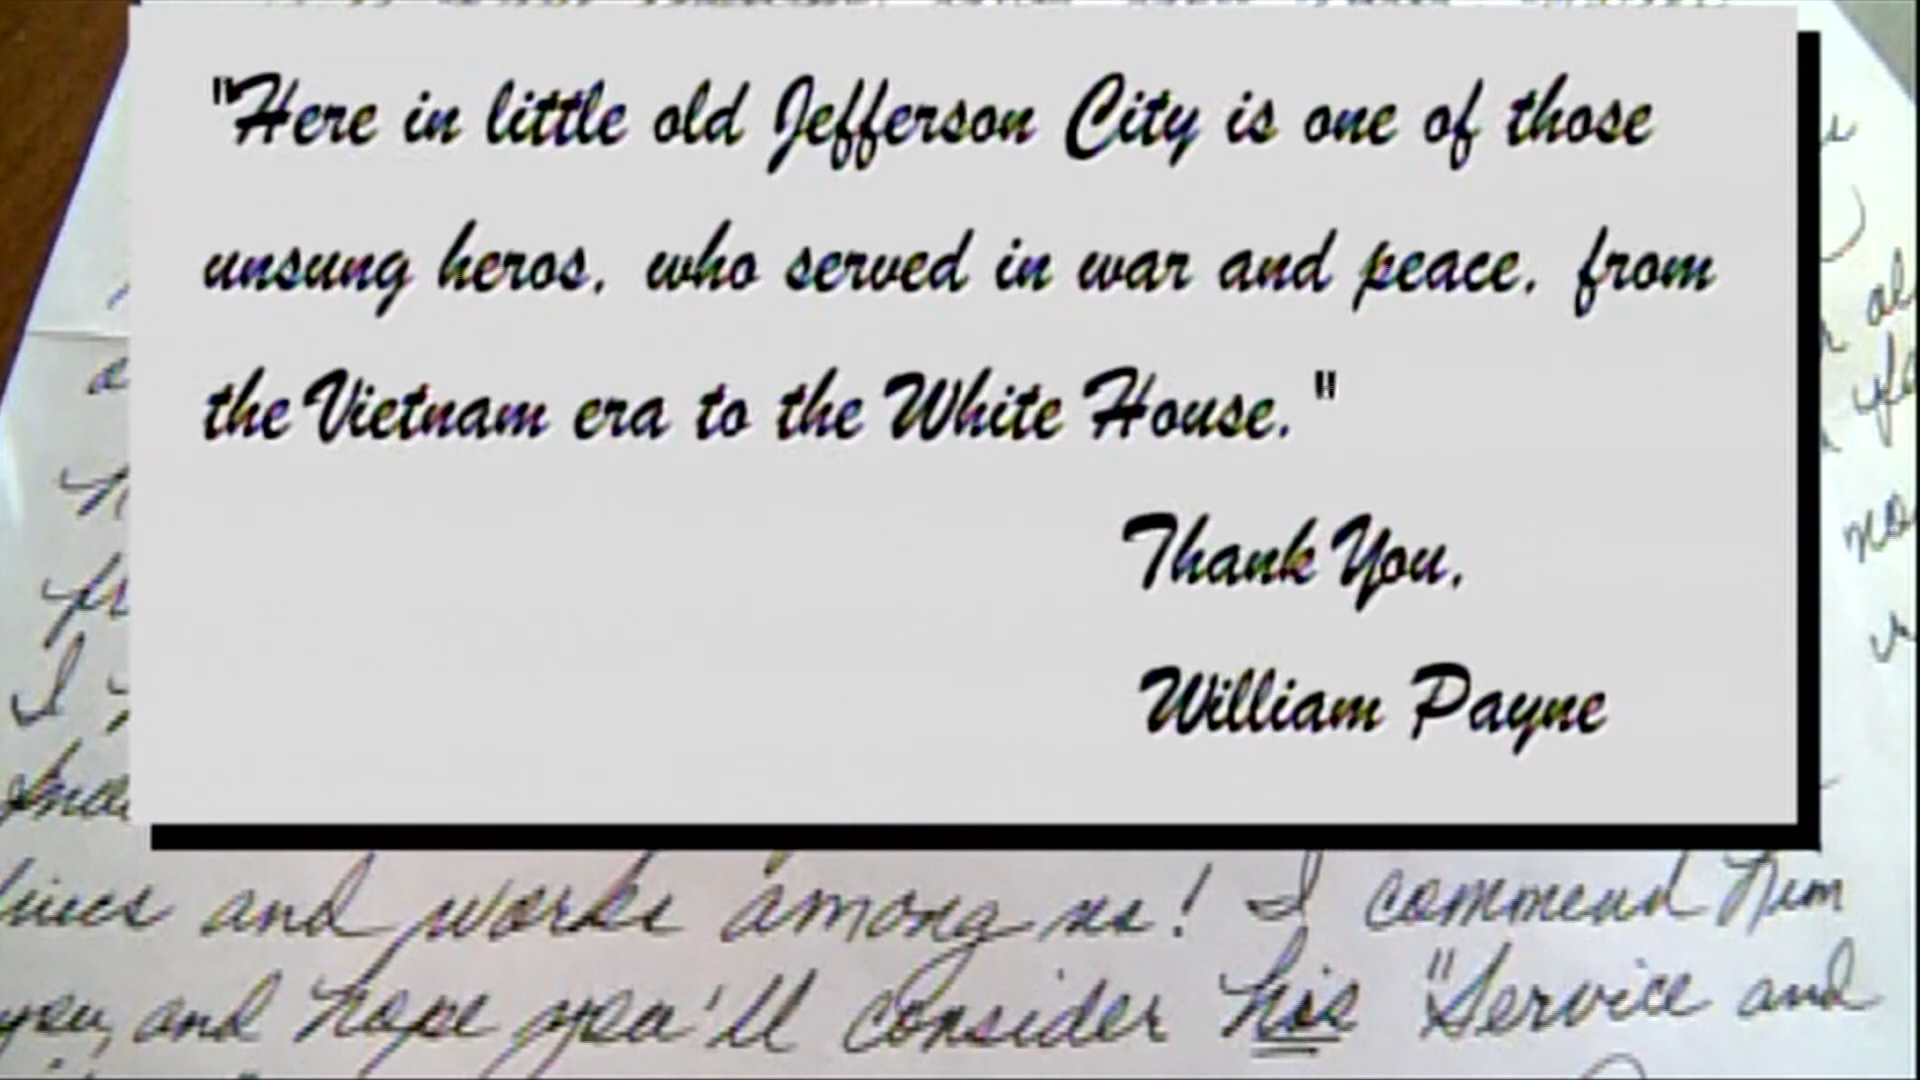 "Here in little old Jefferson City is one of those
unsung heros, who served in war and peace, from
the Vietnam era to the White House."
Thank You,
William Payne
and works among us! I commend him
you, and hope you'll consider his "Service and